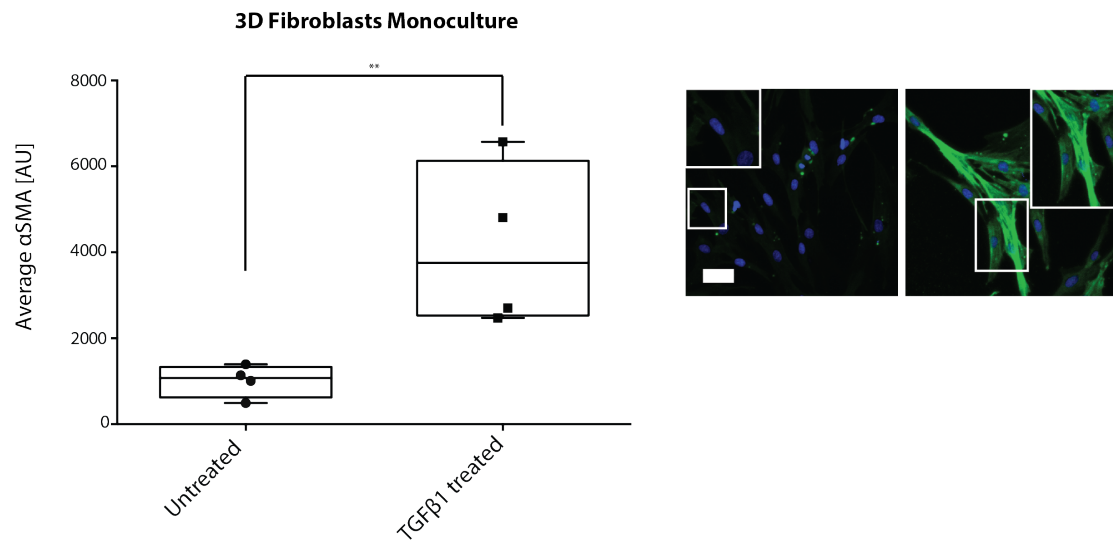 3D Fibroblasts Monoculture
**
Average αSMA [AU]
8000
6000
4000
2000
0
Untreated
TGFβ1 treated